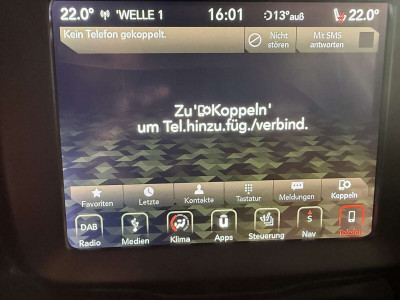 22.0° 'WELLE 1 16:01 13°auß 22.0°
Kein Telefon gekoppelt.
Nicht stören
Mit SMS antworten
Zu 'Koppeln'
um Tel.hinzu.füg./verbind.
Favoriten Letzte Kontakte Tastatur Meldungen Koppeln
DAB
Radio Medien Klima Apps Steuerung Nav Telefon